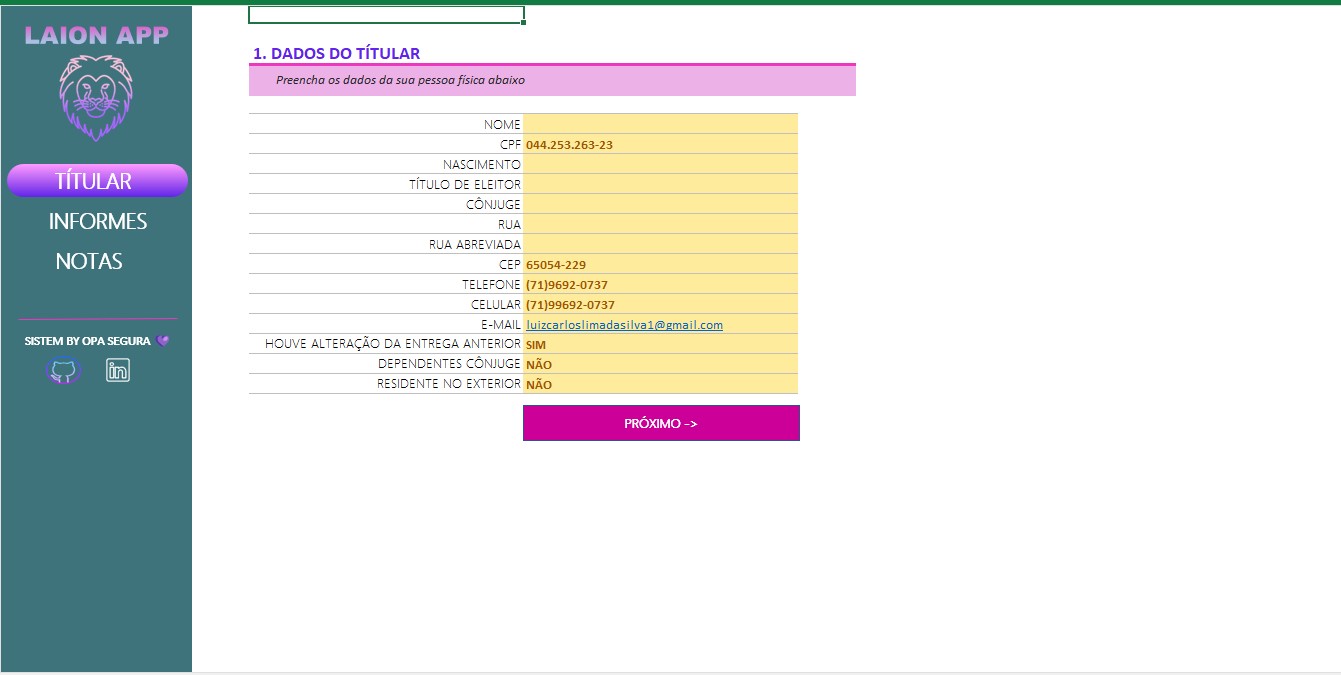 LAION APP
TÍTULAR
INFORMES
NOTAS
SISTEM BY OPA SEGURA
in
1. DADOS DO TÍTULAR
Preencha os dados da sua pessoa física abaixo
NOME
CPF 044.253.263-23
NASCIMENTO
TÍTULO DE ELEITOR
CÔNJUGE
RUA
RUA ABREVIADA
CEP 65054-229
TELEFONE (71)9692-0737
CELULAR (71)99692-0737
E-MAIL luizcarloslimadasilva1@gmail.com
HOUVE ALTERAÇÃO DA ENTREGA ANTERIOR SIM
DEPENDENTES CÔNJUGE NÃO
RESIDENTE NO EXTERIOR NÃO
PRÓXIMO ->